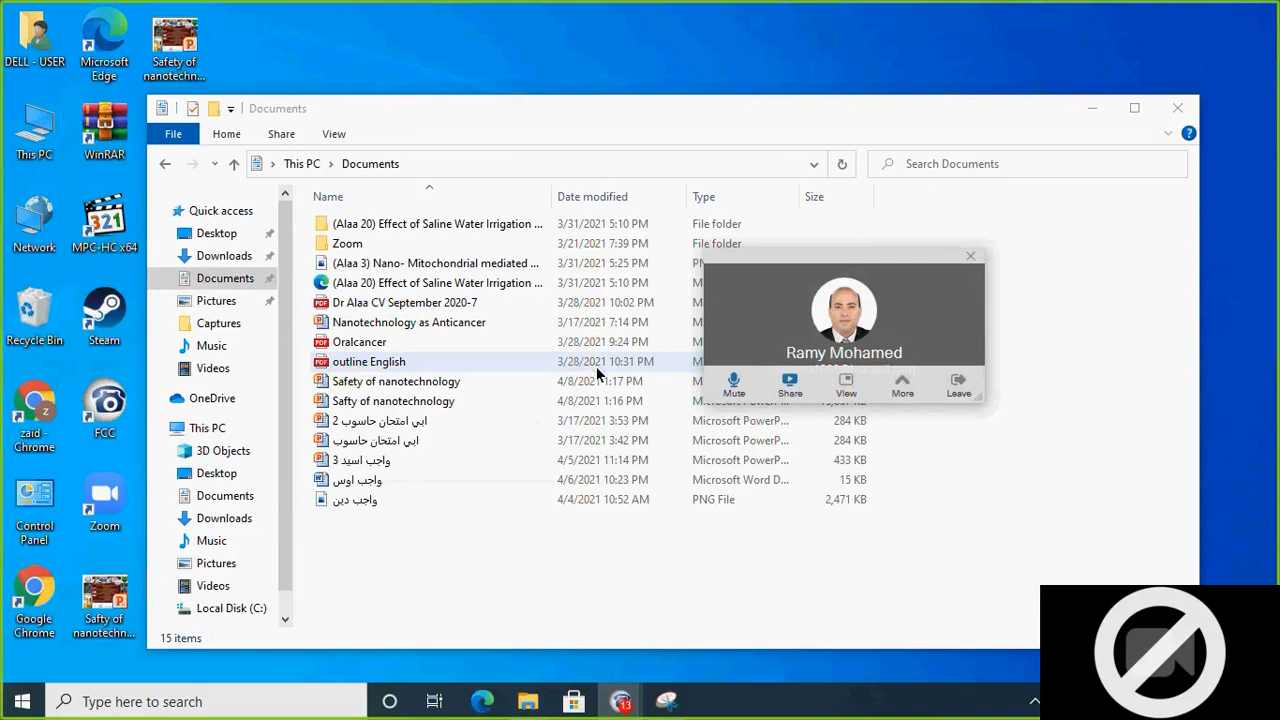 DELL - USER
Microsoft
Edge
Safety of
nanotechn...
This PC
WinRAR
Network
MPC-HC x64
Recycle Bin
Steam
zaid -
Chrome
FCC
Control
Panel
Zoom
Google
Chrome
Safty of
nanotechn...
Documents
File
Home
Share
View
This PC
Documents
Search Documents
Quick access
Desktop
Downloads
Documents
Pictures
Captures
Music
Videos
OneDrive
This PC
3D Objects
Desktop
Documents
Downloads
Music
Pictures
Videos
Local Disk (C:)
Name Date modified Type Size
(Alaa 20) Effect of Saline Water Irrigation ... 3/31/2021 5:10 PM File folder
Zoom 3/21/2021 7:39 PM File folder
(Alaa 3) Nano- Mitochondrial mediated ... 3/31/2021 5:25 PM
(Alaa 20) Effect of Saline Water Irrigation ... 3/31/2021 5:10 PM
Dr Alaa CV September 2020-7 3/28/2021 10:02 PM
Nanotechnology as Anticancer 3/17/2021 7:14 PM
Oralcancer 3/28/2021 9:24 PM
outline English 3/28/2021 10:31 PM
Safety of nanotechnology 4/8/2021 1:17 PM
Safty of nanotechnology 4/8/2021 1:16 PM
ابي امتحان حاسوب 2 3/17/2021 3:53 PM Microsoft PowerP... 284 KB
ابي امتحان حاسوب 3/17/2021 3:42 PM Microsoft PowerP... 284 KB
واجب اسيد 3 4/5/2021 11:14 PM Microsoft PowerP... 433 KB
واجب اوس 4/6/2021 10:23 PM Microsoft Word D... 15 KB
واجب دين 4/4/2021 10:52 AM PNG File 2,471 KB
Ramy Mohamed
Mute
Share
View
More
Leave
15 items
Type here to search
13